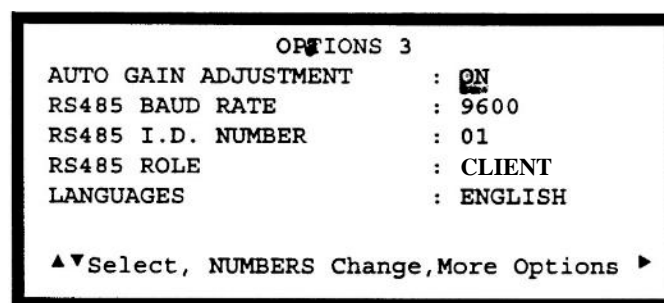 OPTIONS 3
AUTO GAIN ADJUSTMENT : ON
RS485 BAUD RATE : 9600
RS485 I.D. NUMBER : 01
RS485 ROLE : CLIENT
LANGUAGES : ENGLISH
▲▼Select, NUMBERS Change,More Options ►